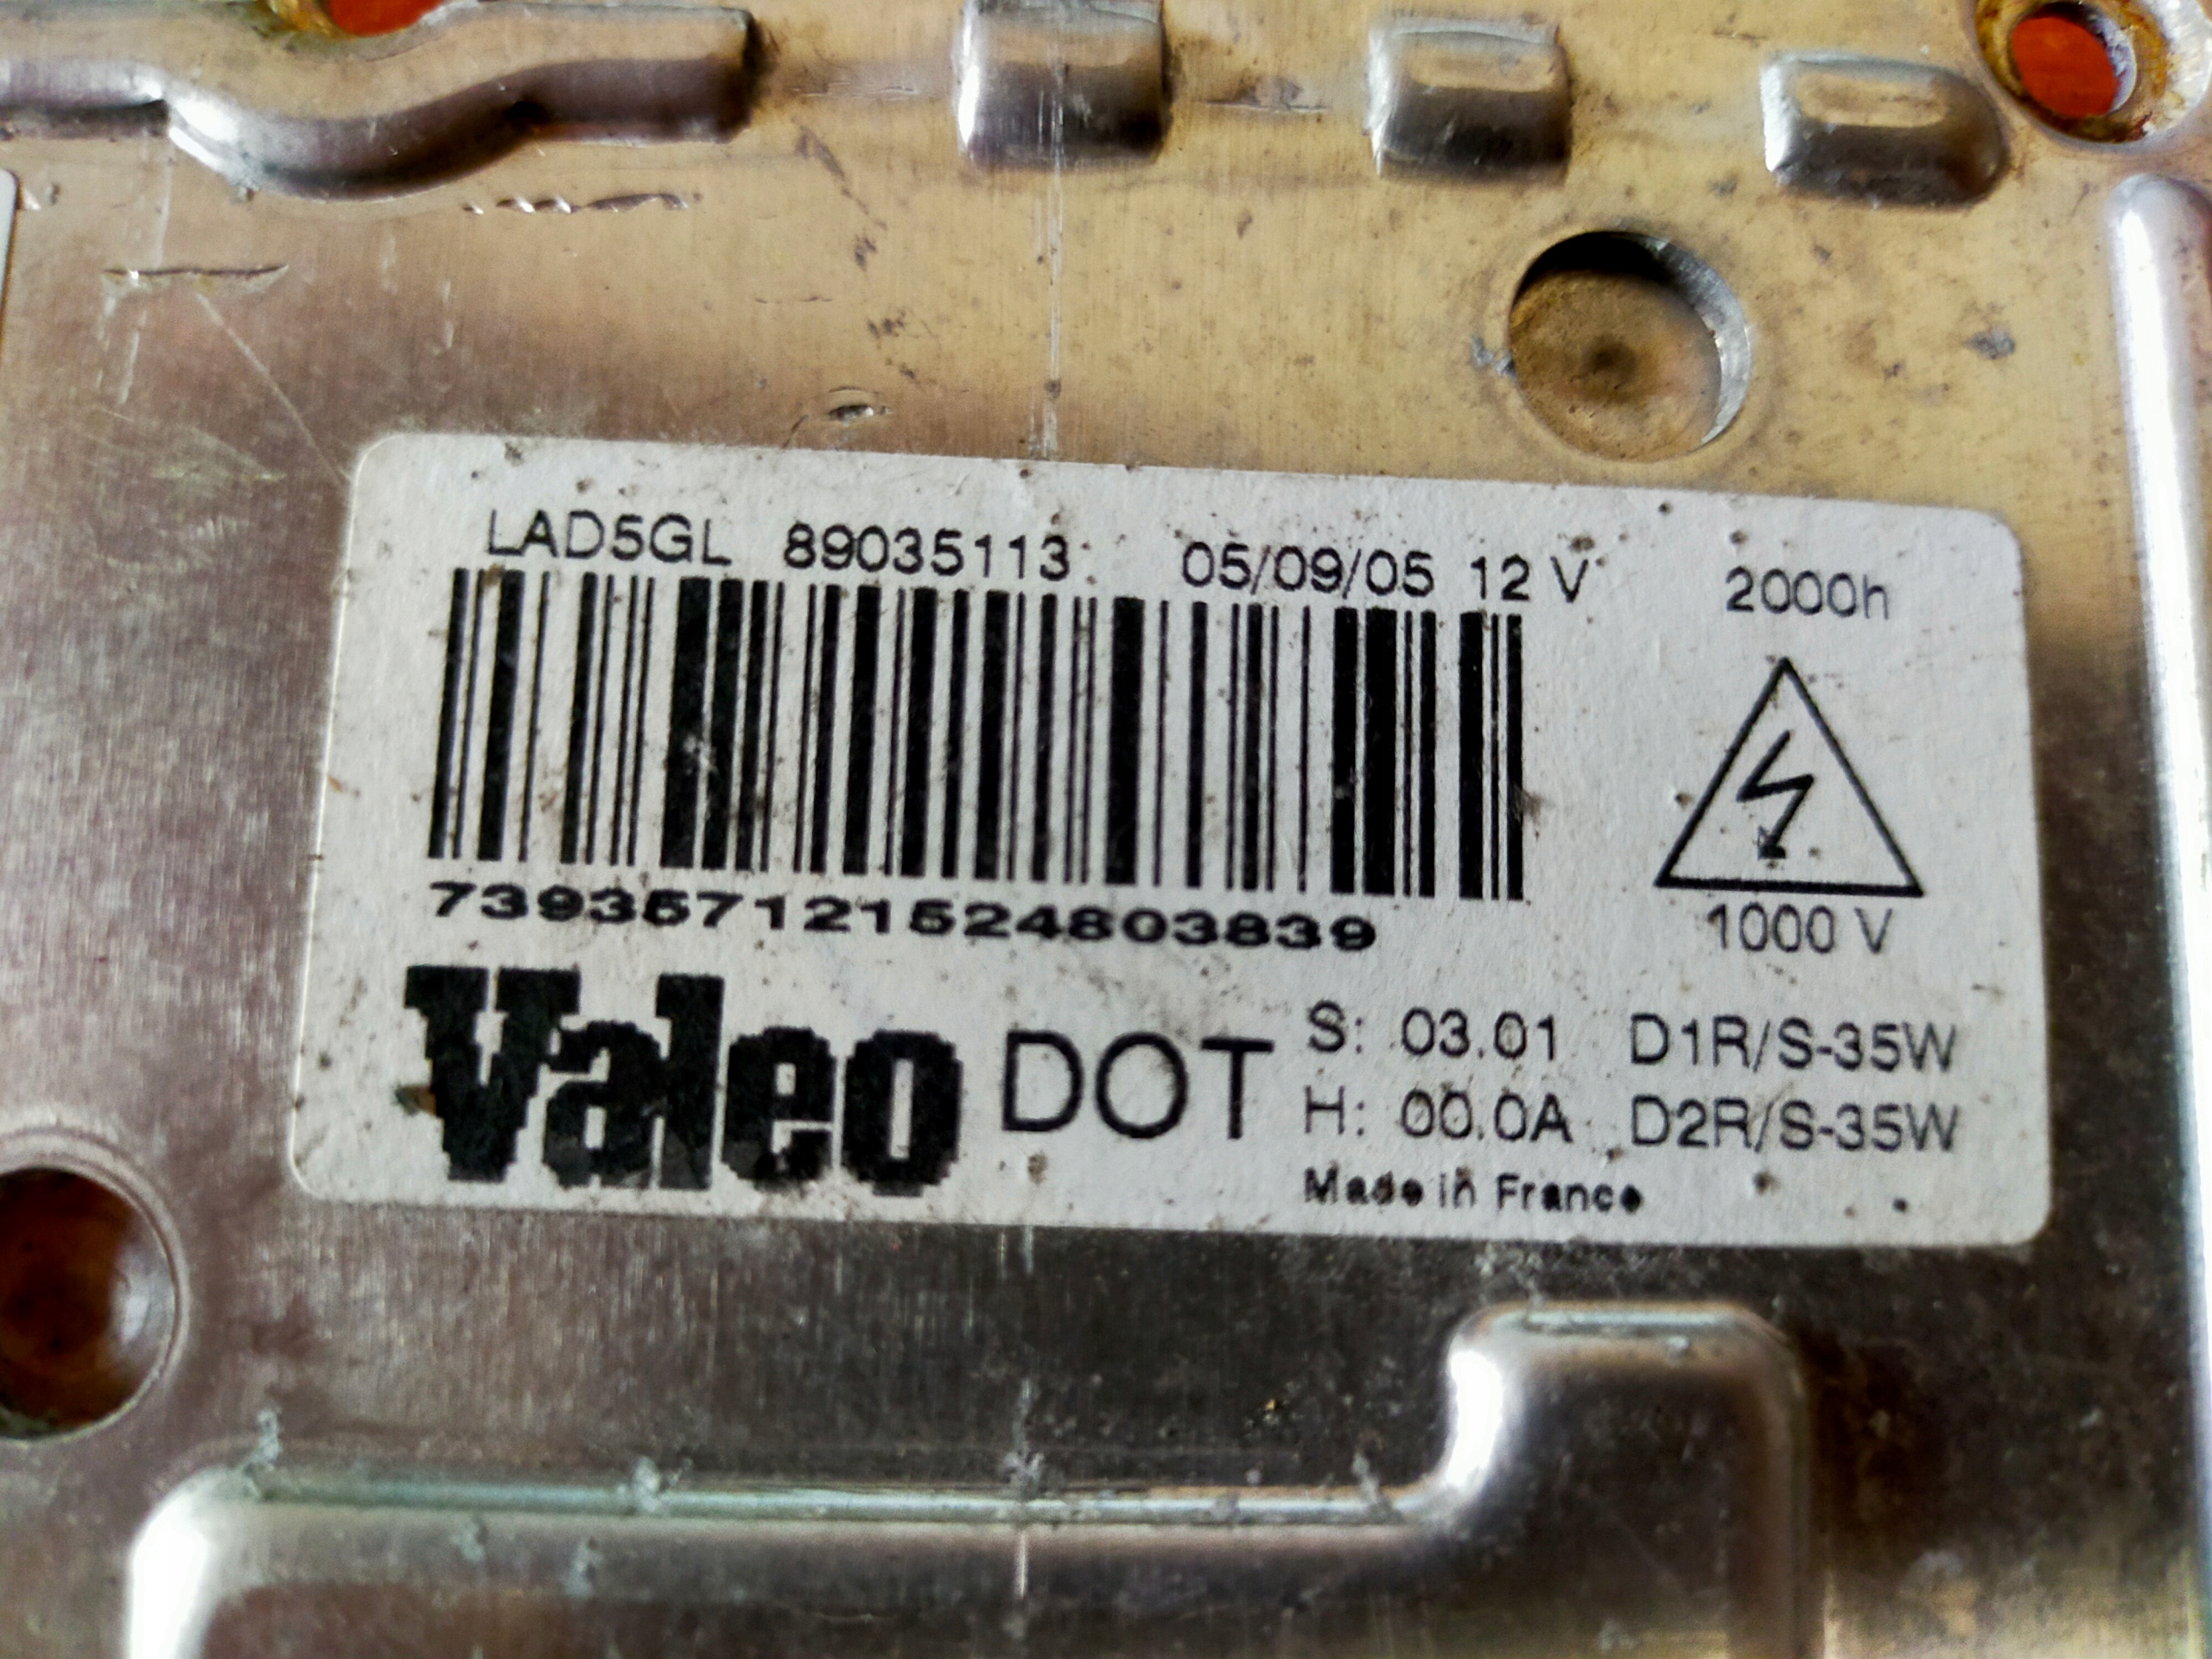 LAD5GL 89035113 05/09/05 12 V 2000h
739357121524803839
1000 V
Valeo DOT S: 03.01 D1R/S-35W
H: 00.0A D2R/S-35W
Made in France